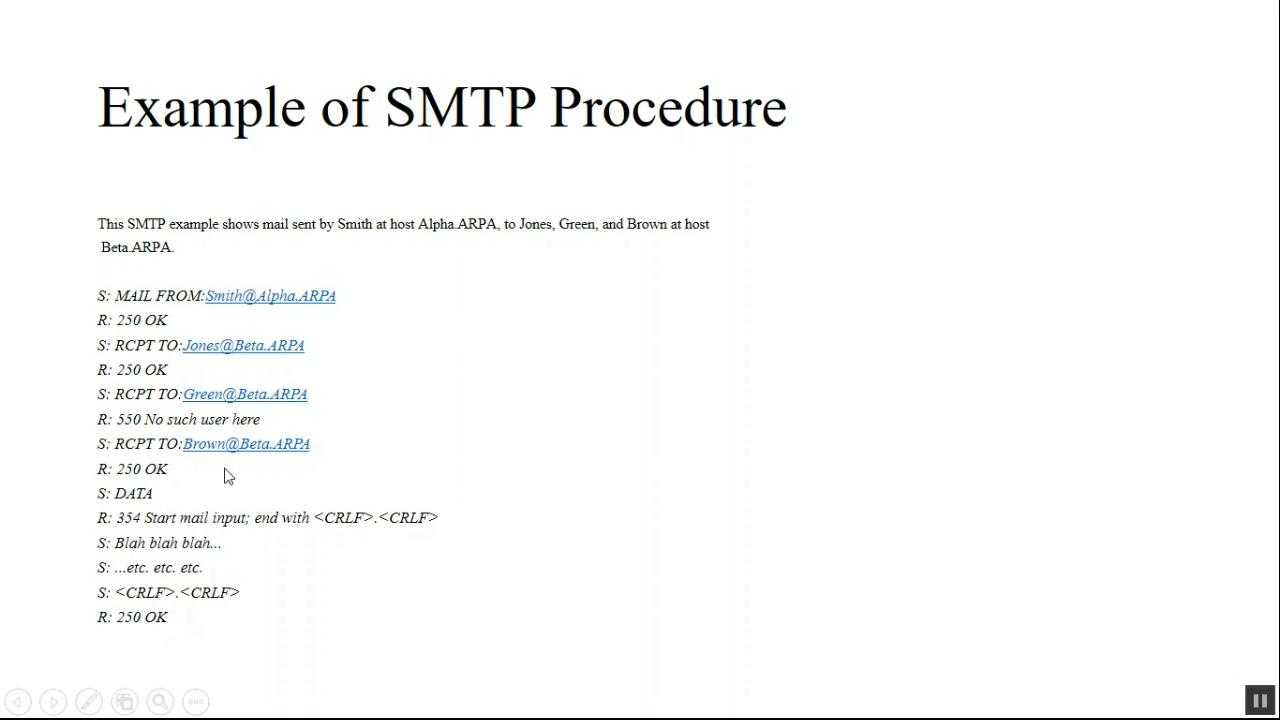 Example of SMTP Procedure
This SMTP example shows mail sent by Smith at host Alpha.ARPA, to Jones, Green, and Brown at host
Beta.ARPA.
S: MAIL FROM:Smith@Alpha.ARPA
R: 250 OK
S: RCPT TO:Jones@Beta.ARPA
R: 250 OK
S: RCPT TO:Green@Beta.ARPA
R: 550 No such user here
S: RCPT TO:Brown@Beta.ARPA
R: 250 OK
S: DATA
R: 354 Start mail input; end with <CRLF>.<CRLF>
S: Blah blah blah...
S: ...etc. etc. etc.
S: <CRLF>.<CRLF>
R: 250 OK